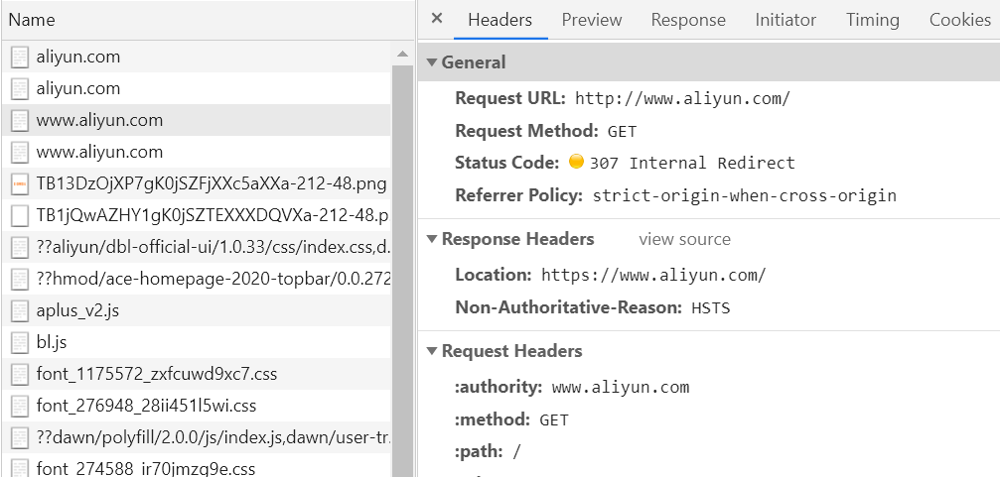 Name
aliyun.com
aliyun.com
www.aliyun.com
www.aliyun.com
TB13DzOjXP7gK0jSZFjXXc5aXXa-212-48.png
TB1jQwAZHY1gK0jSZTEXXXDQVXa-212-48.p
??aliyun/dbl-official-ui/1.0.33/css/index.css,d.
??hmod/ace-homepage-2020-topbar/0.0.272
aplus_v2.js
bl.js
font_1175572_zxfcuwd9xc7.css
font_276948_28ii451l5wi.css
??dawn/polyfill/2.0.0/js/index.js,dawn/user-tr.
font_274588_ir70jmzq9e.css
× Headers Preview Response Initiator Timing Cookies
General
Request URL: http://www.aliyun.com/
Request Method: GET
Status Code: 307 Internal Redirect
Referrer Policy: strict-origin-when-cross-origin
Response Headers view source
Location: https://www.aliyun.com/
Non-Authoritative-Reason: HSTS
Request Headers
:authority: www.aliyun.com
:method: GET
:path: /